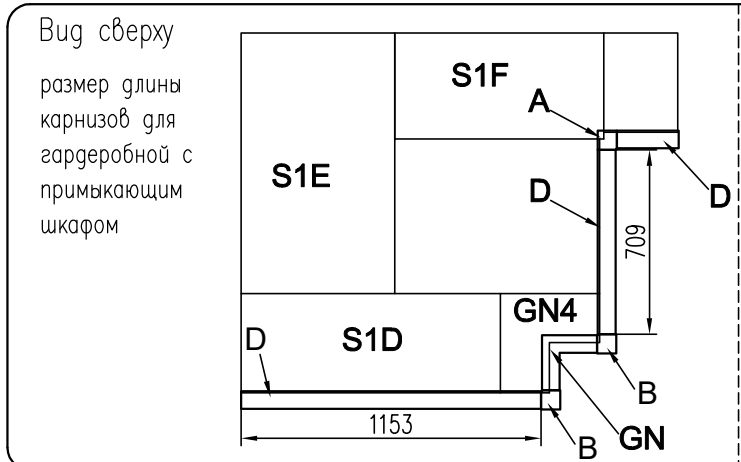 Вид сверху
размер длины
карнизов для
гардеробной с
примыкающим
шкафом
S1F
A
S1E
D
D
709
GN4
S1D
D
B
1153
GN
B